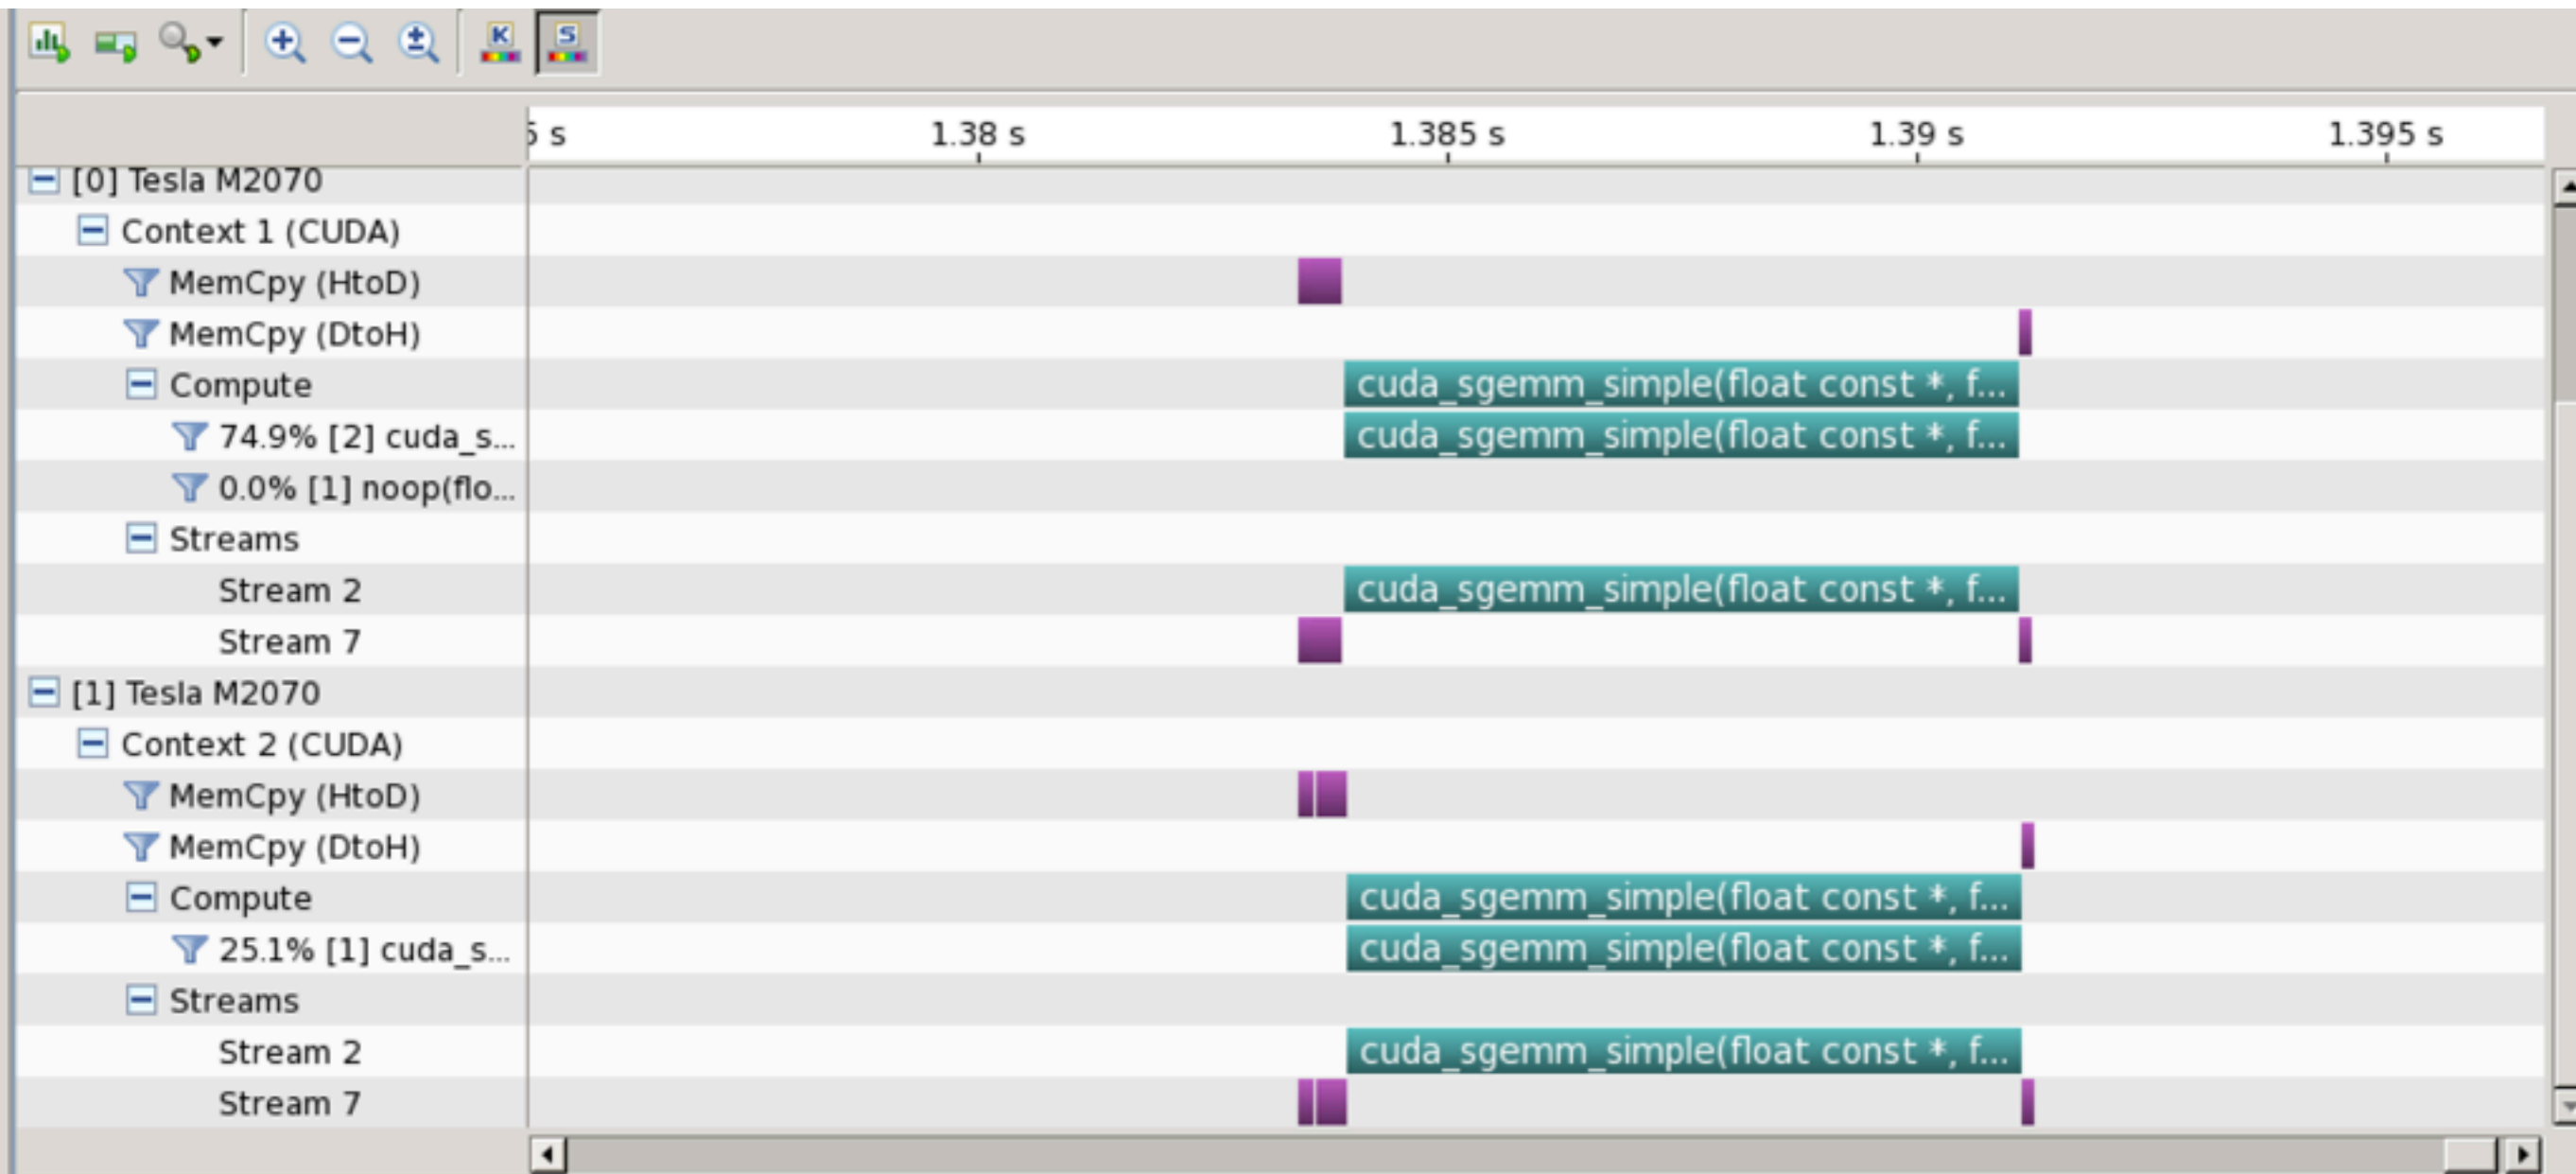 K S
5 s 1.38 s 1.385 s 1.39 s 1.395 s
[0] Tesla M2070
Context 1 (CUDA)
MemCpy (HtoD)
MemCpy (DtoH)
Compute cuda_sgemm_simple(float const *, f...
74.9% [2] cuda_s... cuda_sgemm_simple(float const *, f...
0.0% [1] noop(flo...
Streams
Stream 2 cuda_sgemm_simple(float const *, f...
Stream 7
[1] Tesla M2070
Context 2 (CUDA)
MemCpy (HtoD)
MemCpy (DtoH)
Compute cuda_sgemm_simple(float const *, f...
25.1% [1] cuda_s... cuda_sgemm_simple(float const *, f...
Streams
Stream 2 cuda_sgemm_simple(float const *, f...
Stream 7